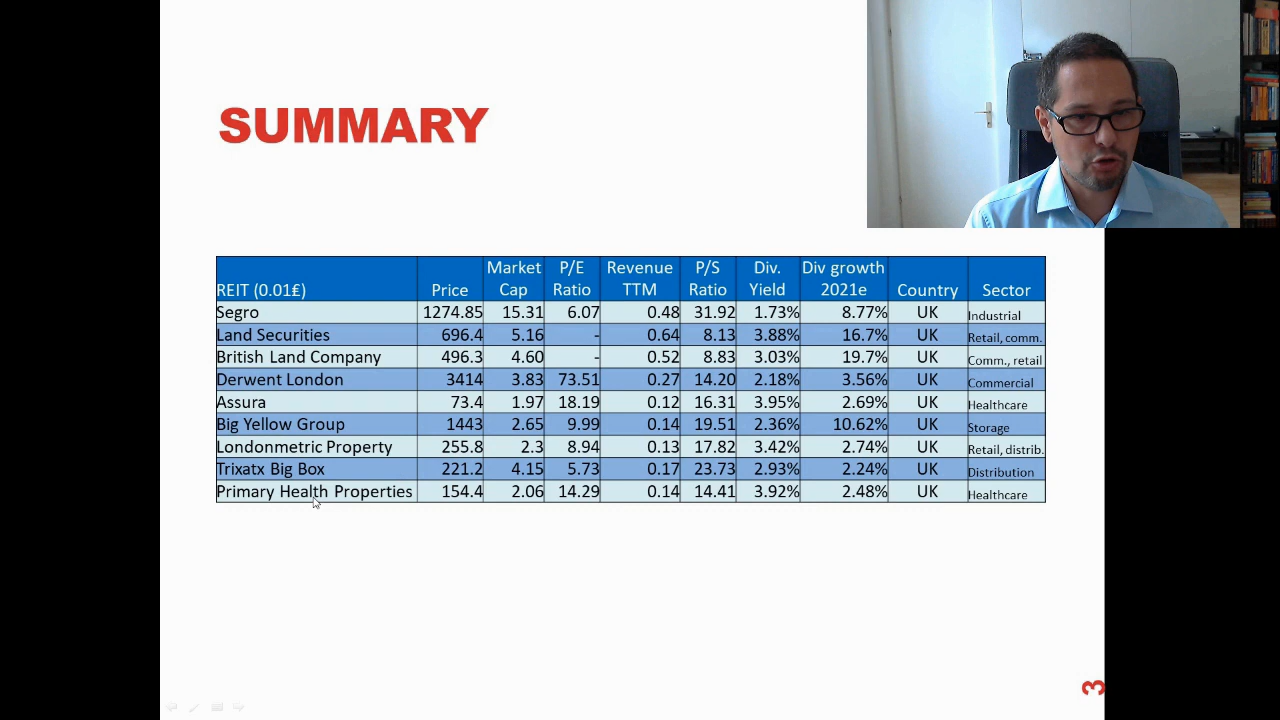 SUMMARY
REIT (0.01£) Price Market Cap P/E Ratio Revenue TTM P/S Ratio Div. Yield Div growth 2021e Country Sector
Segro 1274.85 15.31 6.07 0.48 31.92 1.73% 8.77% UK Industrial
Land Securities 696.4 5.16 - 0.64 8.13 3.88% 16.7% UK Retail, comm.
British Land Company 496.3 4.60 - 0.52 8.83 3.03% 19.7% UK Comm., retail
Derwent London 3414 3.83 73.51 0.27 14.20 2.18% 3.56% UK Commercial
Assura 73.4 1.97 18.19 0.12 16.31 3.95% 2.69% UK Healthcare
Big Yellow Group 1443 2.65 9.99 0.14 19.51 2.36% 10.62% UK Storage
Londonmetric Property 255.8 2.3 8.94 0.13 17.82 3.42% 2.74% UK Retail, distrib.
Trixatx Big Box 221.2 4.15 5.73 0.17 23.73 2.93% 2.24% UK Distribution
Primary Health Properties 154.4 2.06 14.29 0.14 14.41 3.92% 2.48% UK Healthcare
3